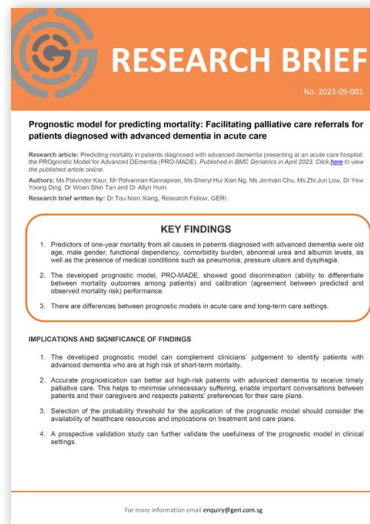 RESEARCH BRIEF
No. 2023-09-001
Prognostic model for predicting mortality: Facilitating palliative care referrals for
patients diagnosed with advanced dementia in acute care
Research article: Predicting mortality in patients diagnosed with advanced dementia presenting at an acute care hospital:
the PROgnostic Model for Advanced DEmentia (PRO-MADE). Published in BMC Geriatrics in April 2023. Click here to view
the published article online.
Authors: Ms Palvinder Kaur, Mr Palvannan Kannapiran, Ms Sheryl Hui Xian Ng, Ms Jermain Chu, Ms Zhi Jun Low, Dr Yew
Yoong Ding, Dr Woan Shin Tan and Dr Allyn Hum.
Research brief written by: Dr Tou Nien Xiang, Research Fellow, GERI.
KEY FINDINGS
1. Predictors of one-year mortality from all causes in patients diagnosed with advanced dementia were old
age, male gender, functional dependency, comorbidity burden, abnormal urea and albumin levels, as
well as the presence of medical conditions such as pneumonia, pressure ulcers and dysphagia.
2. The developed prognostic model, PRO-MADE, showed good discrimination (ability to differentiate
between mortality outcomes among patients) and calibration (agreement between predicted and
observed mortality risk) performance.
3. There are differences between prognostic models in acute care and long-term care settings.
IMPLICATIONS AND SIGNIFICANCE OF FINDINGS
1. The developed prognostic model can complement clinicians' judgement to identify patients with
advanced dementia who are at high risk of short-term mortality.
2. Accurate prognostication can better aid high-risk patients with advanced dementia to receive timely
palliative care. This helps to minimise unnecessary suffering, enable important conversations between
patients and their caregivers and respects patients' preferences for their care plans.
3. Selection of the probability threshold for the application of the prognostic model should consider the
availability of healthcare resources and implications on treatment and care plans.
4. A prospective validation study can further validate the usefulness of the prognostic model in clinical
settings.
For more information email enquiry@geri.com.sg